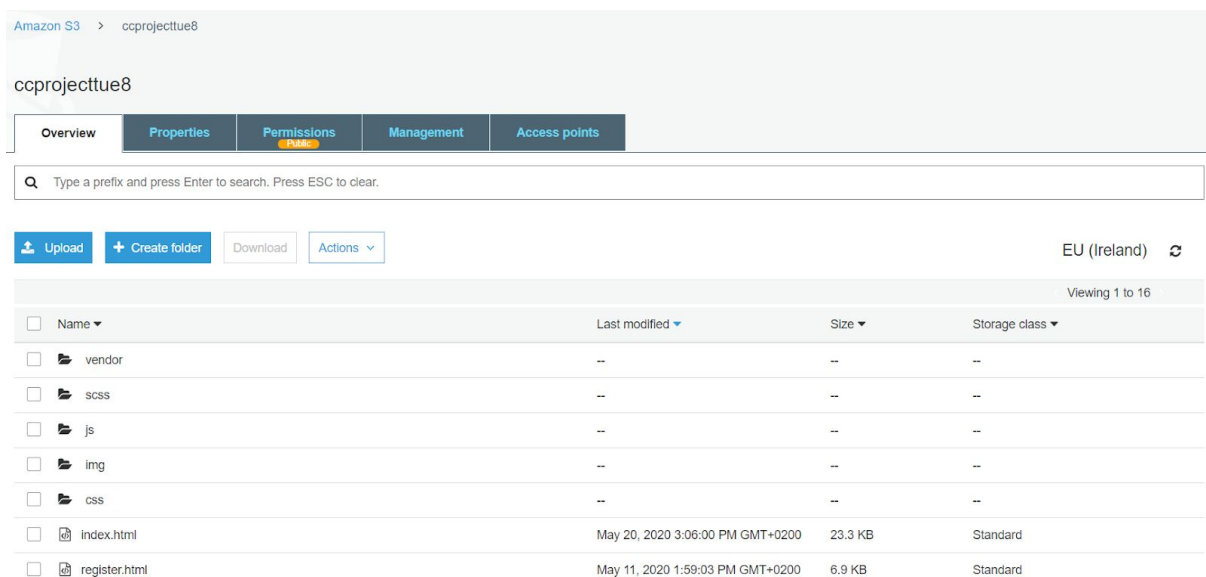 Amazon S3 > ccprojecttue8
ccprojecttue8
Overview Properties Permissions Management Access points
Public
Type a prefix and press Enter to search. Press ESC to clear.
Upload + Create folder Download Actions EU (Ireland)
Viewing 1 to 16
Name Last modified Size Storage class
vendor -- -- --
scss -- -- --
js -- -- --
img -- -- --
css -- -- --
index.html May 20, 2020 3:06:00 PM GMT+0200 23.3 KB Standard
register.html May 11, 2020 1:59:03 PM GMT+0200 6.9 KB Standard